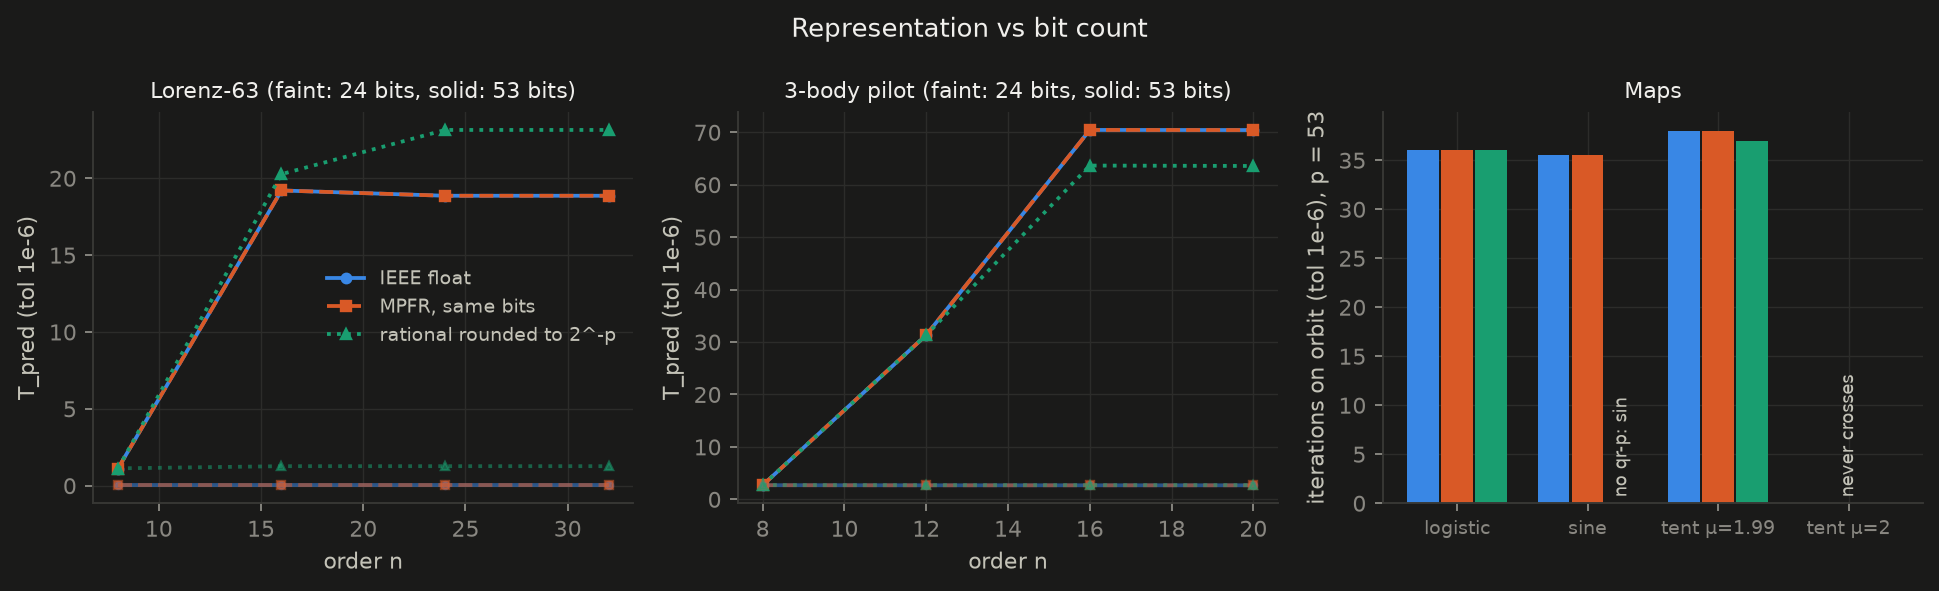 Representation vs bit count
Lorenz-63 (faint: 24 bits, solid: 53 bits)
T_pred (tol 1e-6)
20
15
10
5
0
IEEE float
MPFR, same bits
rational rounded to 2^-p
10 15 20 25 30
order n
3-body pilot (faint: 24 bits, solid: 53 bits)
T_pred (tol 1e-6)
70
60
50
40
30
20
10
0
8 10 12 14 16 18 20
order n
Maps
iterations on orbit (tol 1e-6), p = 53
35
30
25
20
15
10
5
0
no qr-p: sin
never crosses
logistic sine tent μ=1.99 tent μ=2